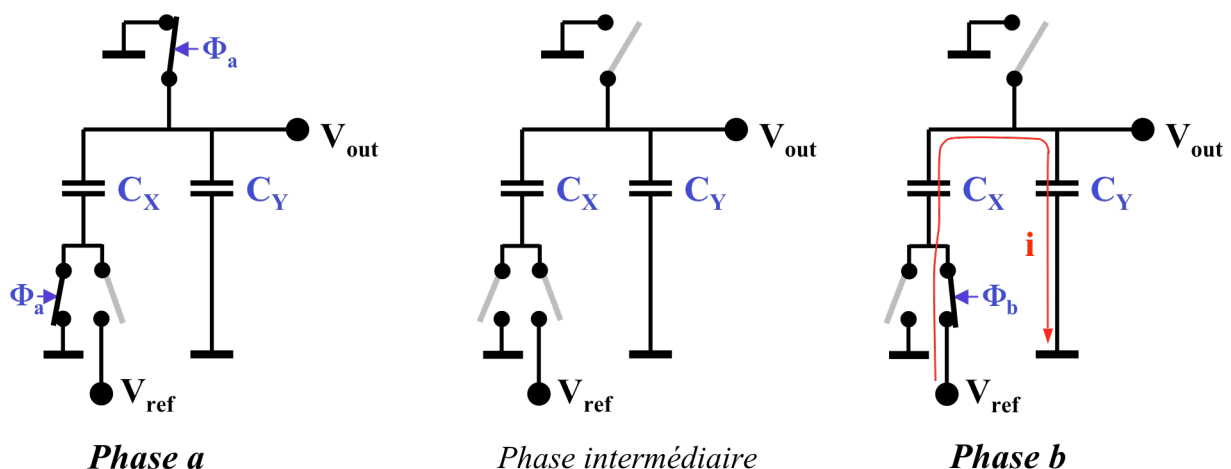 Φa
Vout
CX
CY
Φa
Vref
Phase a
Vout
CX
CY
Vref
Phase intermédiaire
Vout
CX
CY
i
Φb
Vref
Phase b